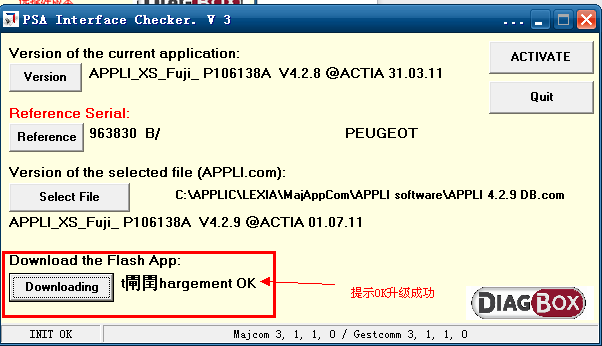 PSA Interface Checker. V 3
Version of the current application:
ACTIVATE
Version
APPLI_XS_Fuji_ P106138A V4.2.8 @ACTIA 31.03.11
Quit
Reference Serial:
Reference
963830 B/
PEUGEOT
Version of the selected file (APPLI.com):
Select File
C:\APPLIC\LEXIA\MajAppCom\APPLI software\APPLI 4.2.9 DB.com
APPLI_XS_Fuji_ P106138A V4.2.9 @ACTIA 01.07.11
Download the Flash App:
Downloading
t閘閏hargement OK
提示OK升级成功
DIAGBOX
INIT OK
Majcom 3, 1, 1, 0 / Gestcomm 3, 1, 1, 0